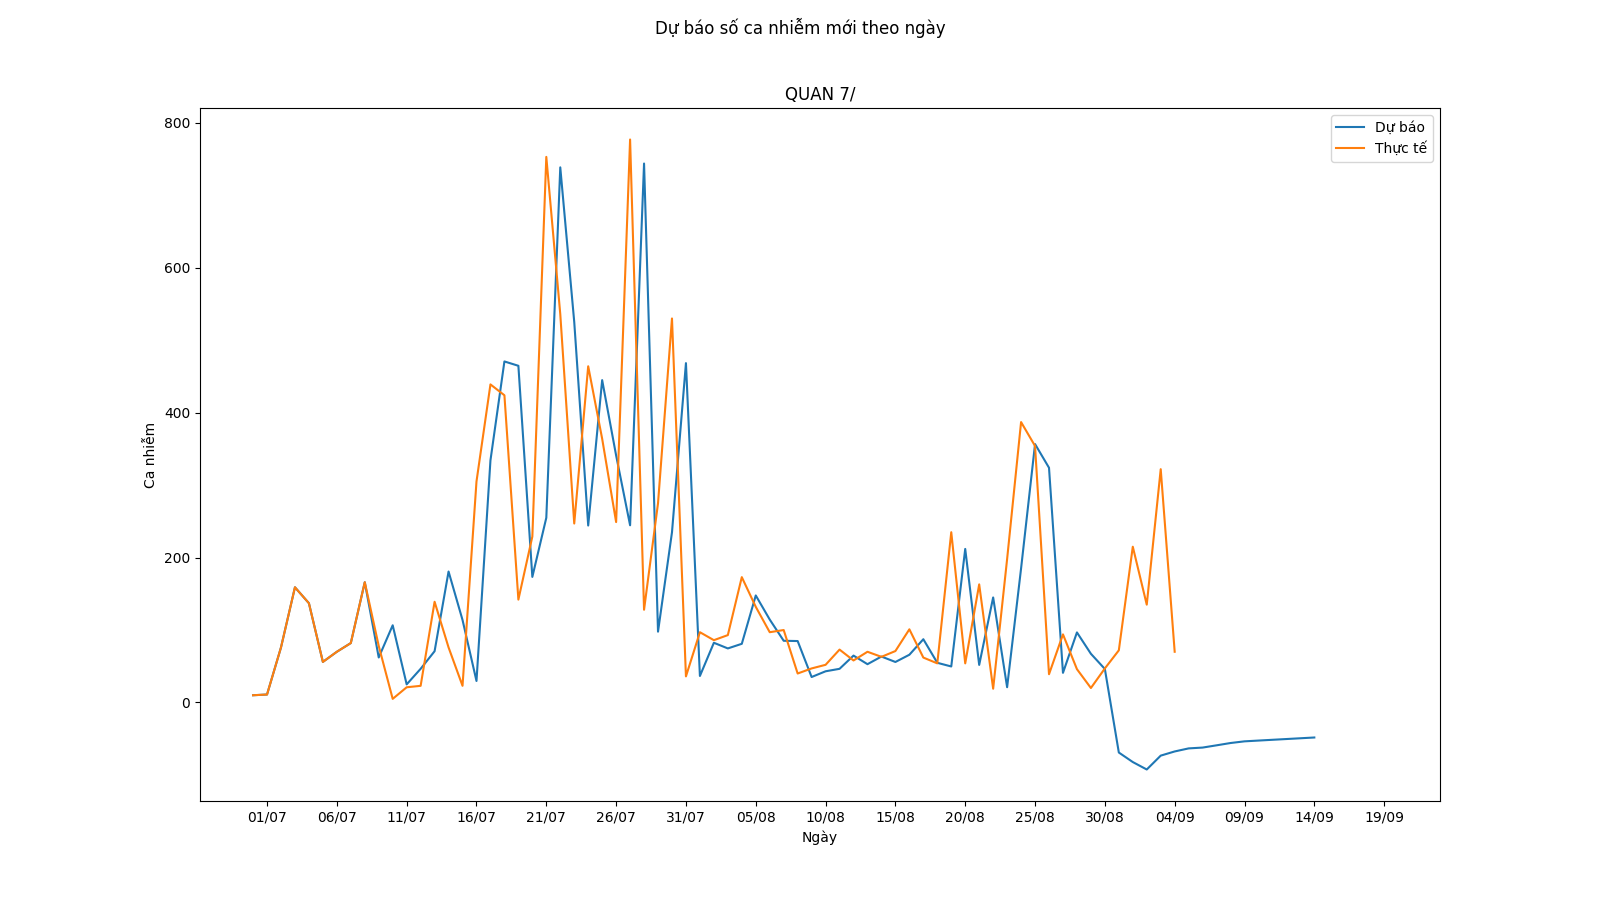 Dự báo số ca nhiễm mới theo ngày
QUAN 7/
Dự báo
Thực tế
800
600
400
200
0
Ca nhiễm
01/07 06/07 11/07 16/07 21/07 26/07 31/07 05/08 10/08 15/08 20/08 25/08 30/08 04/09 09/09 14/09 19/09
Ngày